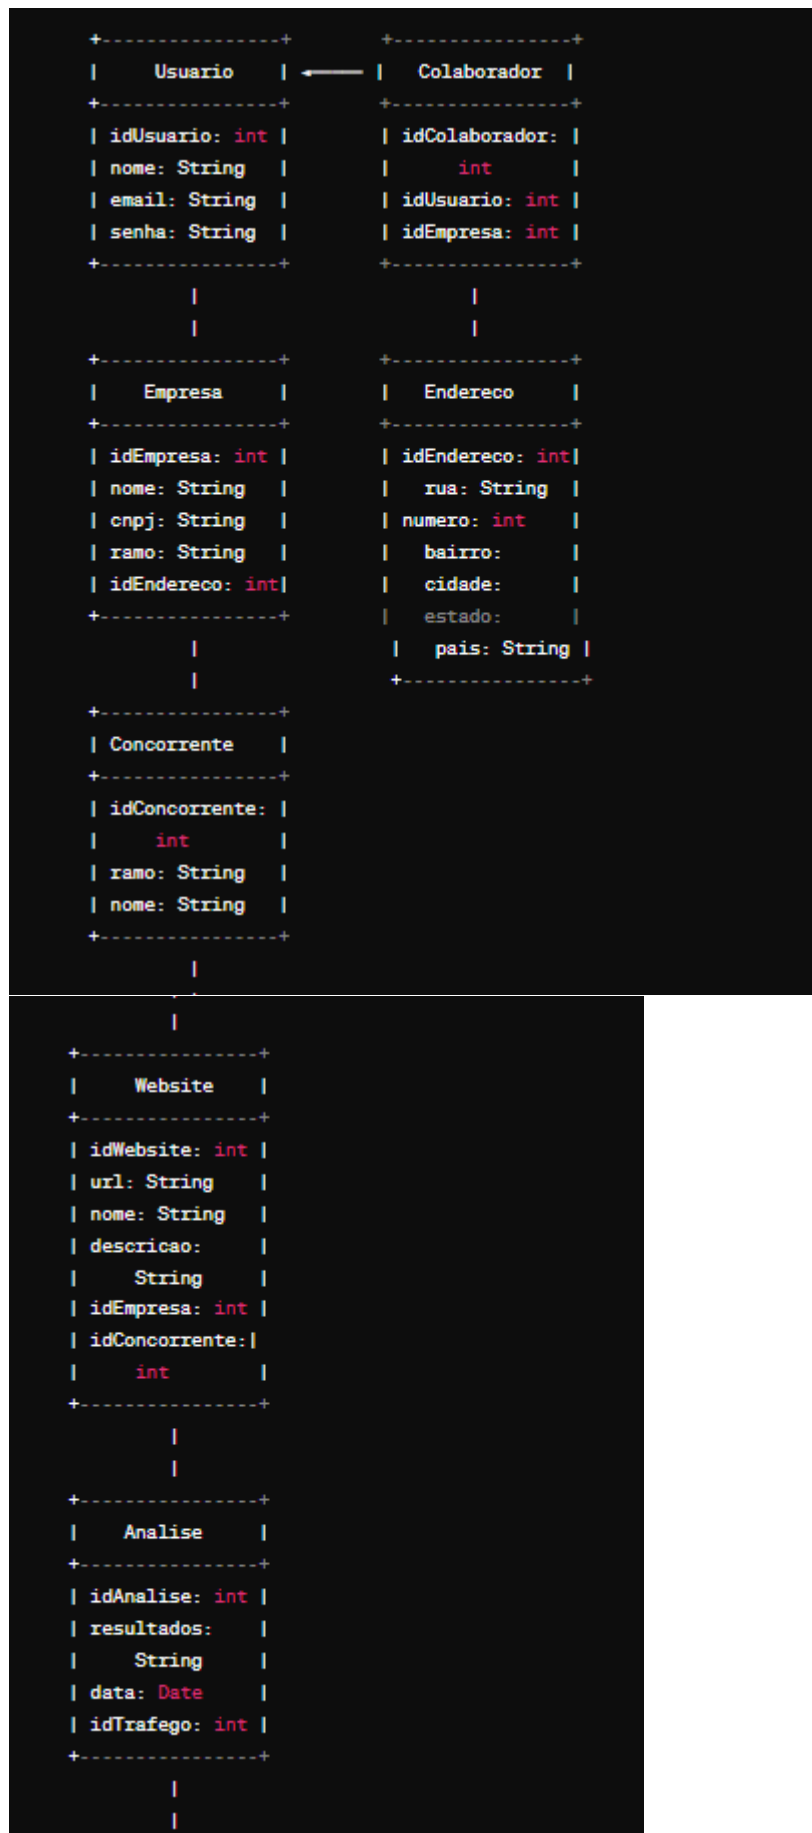 +----------------+         +----------------+
|     Usuario    | ◄───── |   Colaborador  |
+----------------+         +----------------+
| idUsuario: int |         | idColaborador: |
| nome: String   |         |      int       |
| email: String  |         | idUsuario: int |
| senha: String  |         | idEmpresa: int |
+----------------+         +----------------+
         |                         |
         |                         |
+----------------+         +----------------+
|    Empresa     |         |   Endereco     |
+----------------+         +----------------+
| idEmpresa: int |         | idEndereco: int|
| nome: String   |         |   rua: String  |
| cnpj: String   |         | numero: int    |
| ramo: String   |         |   bairro:      |
| idEndereco: int|         |   cidade:      |
+----------------+         |   estado:      |
         |                  |   pais: String |
         |                  +----------------+
+----------------+
| Concorrente    |
+----------------+
| idConcorrente: |
|     int        |
| ramo: String   |
| nome: String   |
+----------------+
         |
         |
+----------------+
|     Website    |
+----------------+
| idWebsite: int |
| url: String    |
| nome: String   |
| descricao:     |
|     String     |
| idEmpresa: int |
| idConcorrente:|
|     int        |
+----------------+
         |
         |
+----------------+
|    Analise     |
+----------------+
| idAnalise: int |
| resultados:    |
|     String     |
| data: Date     |
| idTrafego: int |
+----------------+
         |
         |